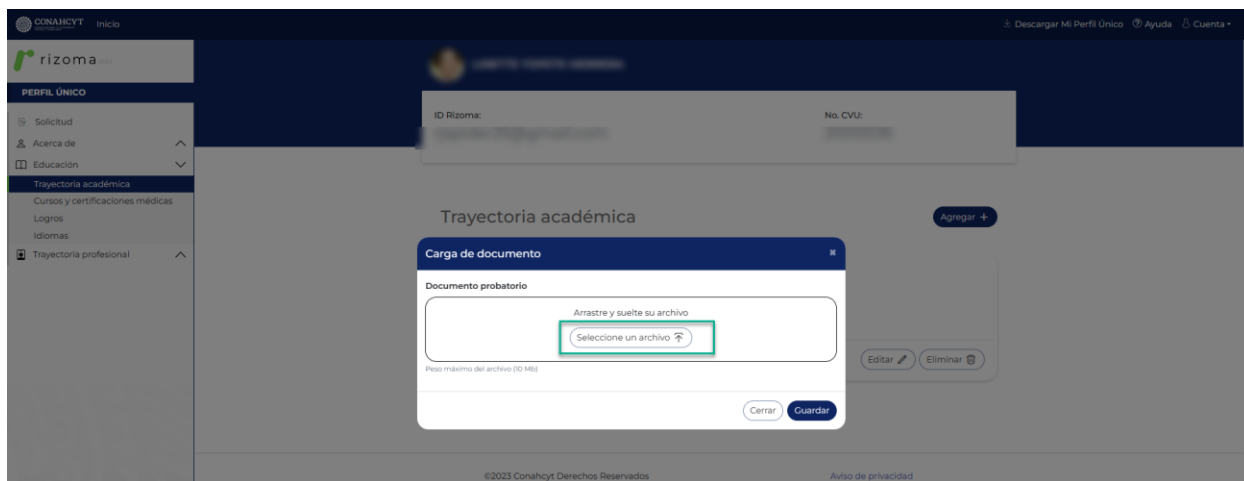 CONAHCYT Inicio
Descargar Mi Perfil Único Ayuda Cuenta
rizoma
PERFIL ÚNICO
Solicitud
Acerca de
Educación
Trayectoria académica
Cursos y certificaciones médicas
Logros
Idiomas
Trayectoria profesional
ID Rizoma:
No. CVU:
Trayectoria académica
Agregar +
Carga de documento
Documento probatorio
Arrastre y suelte su archivo
Seleccione un archivo
Peso máximo del archivo (10 Mb)
Cerrar Guardar
Editar Eliminar
©2023 Conahcyt Derechos Reservados
Aviso de privacidad